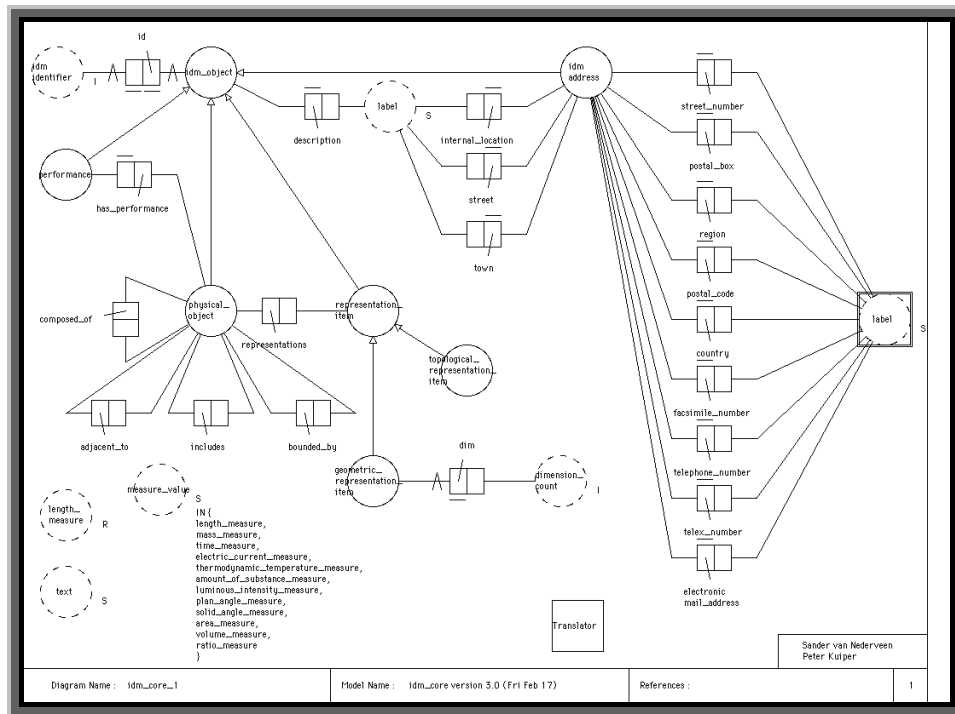 id
idm
identifier
I
idm_object
idm
address
label
S
description
internal_location
street_number
postal_box
performance
has_performance
street
region
town
postal_code
physical_
object
representation_
item
composed_of
representations
label
S
country
topological_
representation_
item
facsimile_number
adjacent_to
includes
bounded_by
dim
telephone_number
geometric_
representation_
item
dimension_
count
I
measure_value
S
length_
measure
R
IN {
length_measure,
mass_measure,
time_measure,
electric_current_measure,
thermodynamic_temperature_measure,
amount_of_substance_measure,
luminous_intensity_measure,
plan_angle_measure,
solid_angle_measure,
area_measure,
volume_measure,
ratio_measure
}
telex_number
text
S
electronic
mail_address
Translator
Sander van Nederveen
Peter Kuiper
Diagram Name : idm_core_1
Model Name : idm_core version 3.0 (Fri Feb 17)
References :
1